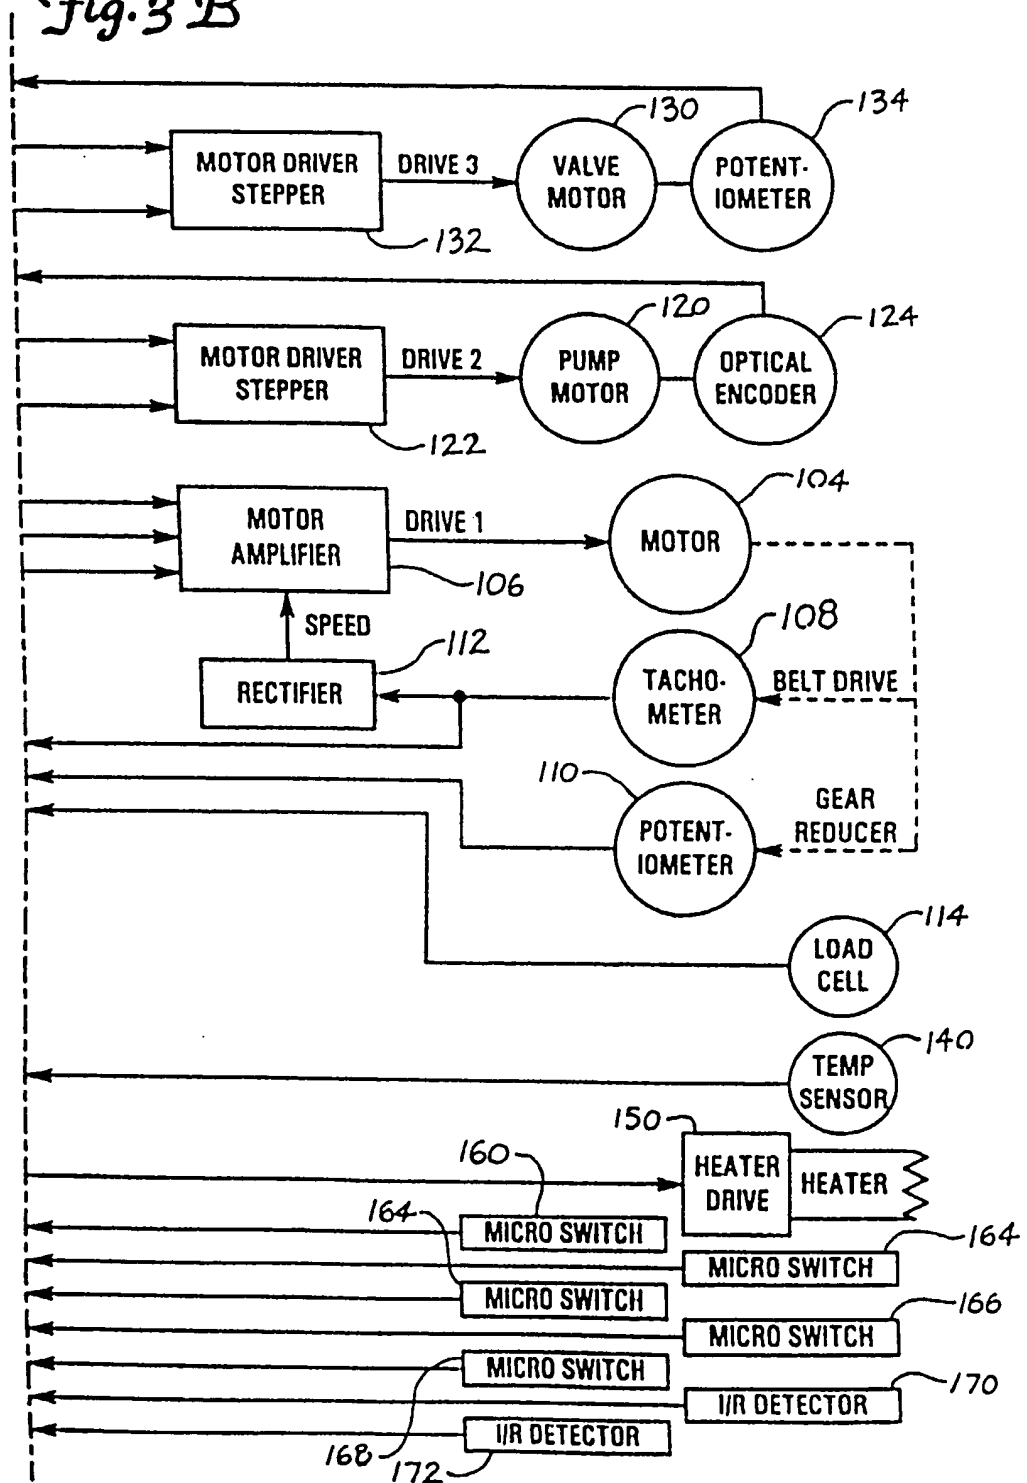 Fig. 3 B
130
134
MOTOR DRIVER
STEPPER
DRIVE 3
VALVE
MOTOR
POTENT-
IOMETER
132
120
124
MOTOR DRIVER
STEPPER
DRIVE 2
PUMP
MOTOR
OPTICAL
ENCODER
122
104
MOTOR
AMPLIFIER
DRIVE 1
MOTOR
106
SPEED
108
112
RECTIFIER
TACHO-
METER
BELT DRIVE
110
GEAR
REDUCER
POTENT-
IOMETER
114
LOAD
CELL
140
TEMP
SENSOR
150
160
HEATER
DRIVE
HEATER
164
MICRO SWITCH
164
MICRO SWITCH
MICRO SWITCH
166
MICRO SWITCH
MICRO SWITCH
170
I/R DETECTOR
168
I/R DETECTOR
172